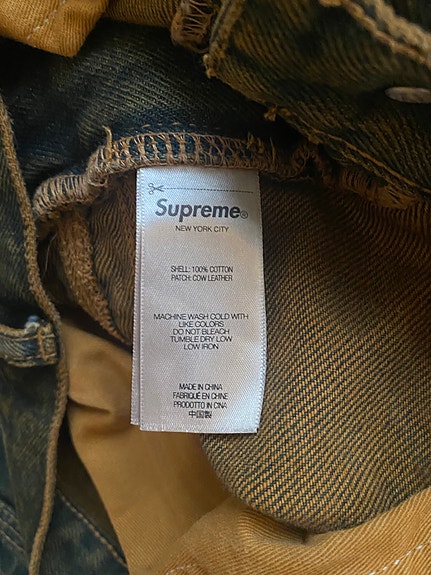 Supreme®
NEW YORK CITY
SHELL: 100% COTTON
PATCH: COW LEATHER
MACHINE WASH COLD WITH
LIKE COLORS
DO NOT BLEACH
TUMBLE DRY LOW
LOW IRON
MADE IN CHINA
FABRIQUÉ EN CHINE
PRODOTTO IN CINA
中国製